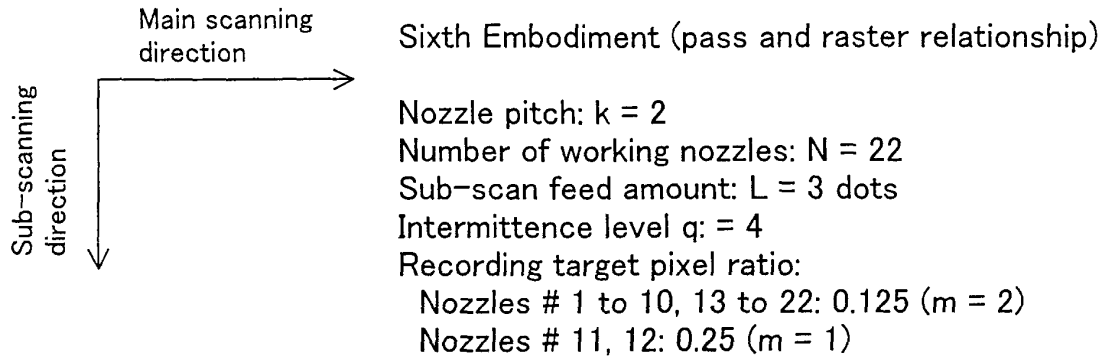 Main scanning
direction
Sub-scanning
direction
Sixth Embodiment (pass and raster relationship)
Nozzle pitch: k = 2
Number of working nozzles: N = 22
Sub-scan feed amount: L = 3 dots
Intermittence level q: = 4
Recording target pixel ratio:
Nozzles # 1 to 10, 13 to 22: 0.125 (m = 2)
Nozzles # 11, 12: 0.25 (m = 1)